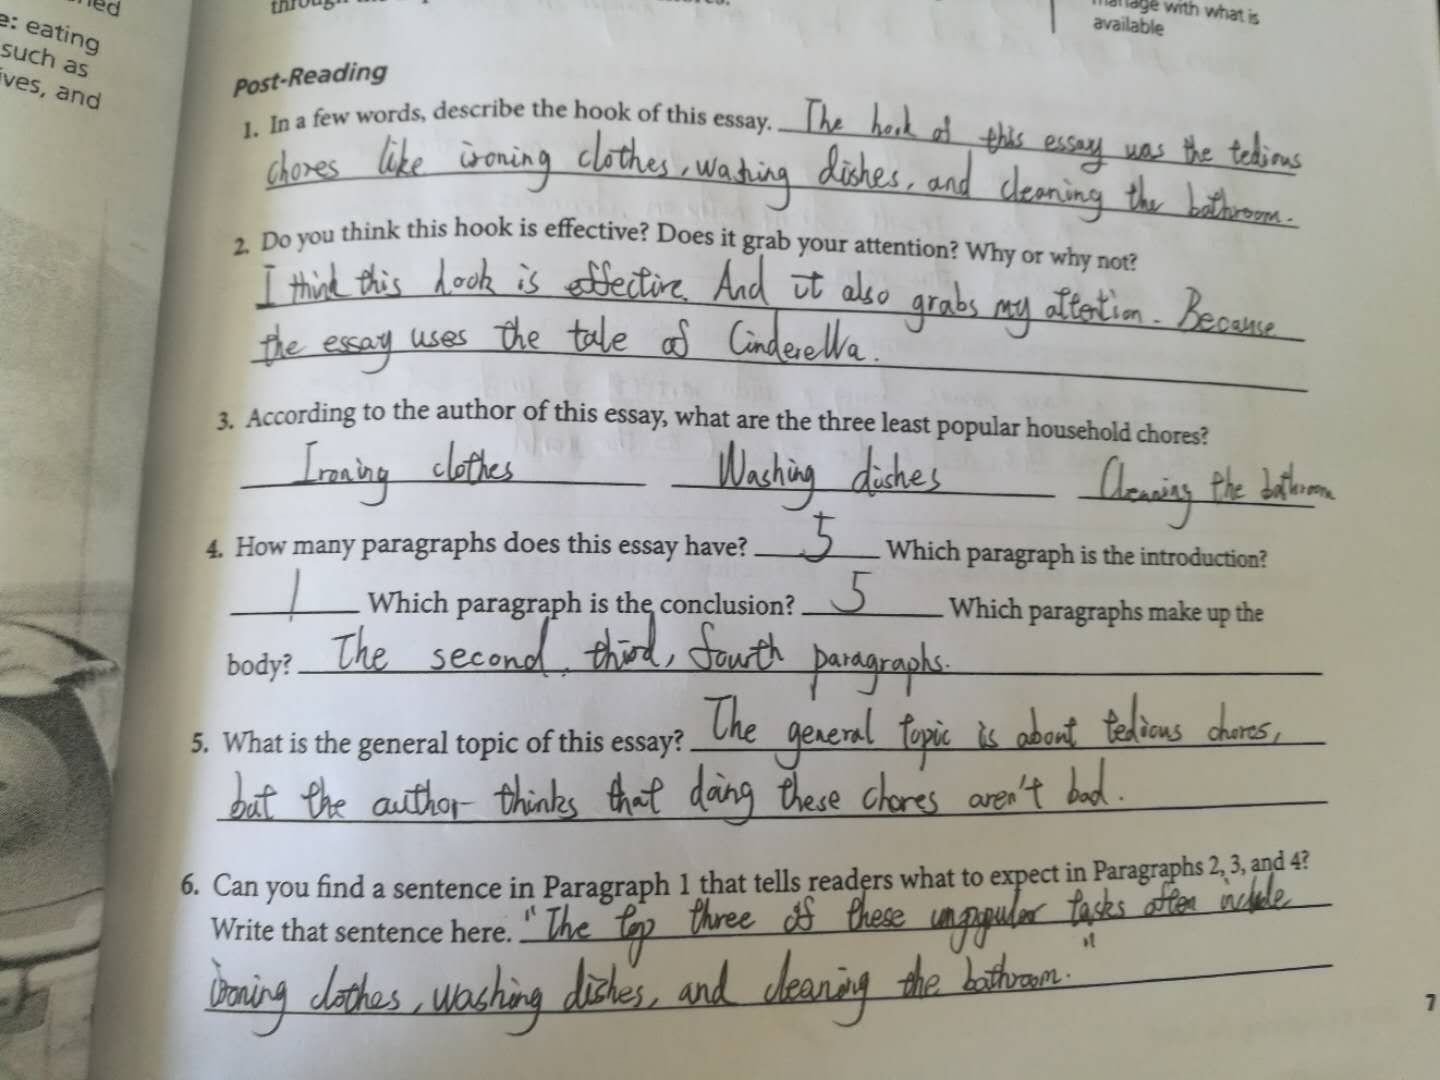 e: eating
such as
ives, and
manage with what is
available
Post-Reading
1. In a few words, describe the hook of this essay. The hook of this essay was the tedious
chores like ironing clothes, washing dishes, and cleaning the bathroom.
2. Do you think this hook is effective? Does it grab your attention? Why or why not?
I think this hook is effective. And it also grabs my attention. Because
the essay uses the tale of Cinderella.
3. According to the author of this essay, what are the three least popular household chores?
Ironing clothes Washing dishes Cleaning the bathroom
4. How many paragraphs does this essay have? 5 Which paragraph is the introduction?
1 Which paragraph is the conclusion? 5 Which paragraphs make up the
body? The second, third, fourth paragraphs.
5. What is the general topic of this essay? The general topic is about tedious chores,
but the author thinks that doing these chores aren't bad.
6. Can you find a sentence in Paragraph 1 that tells readers what to expect in Paragraphs 2, 3, and 4?
Write that sentence here. "The top three of these unpopular tasks often include
ironing clothes, washing dishes, and cleaning the bathroom."
7